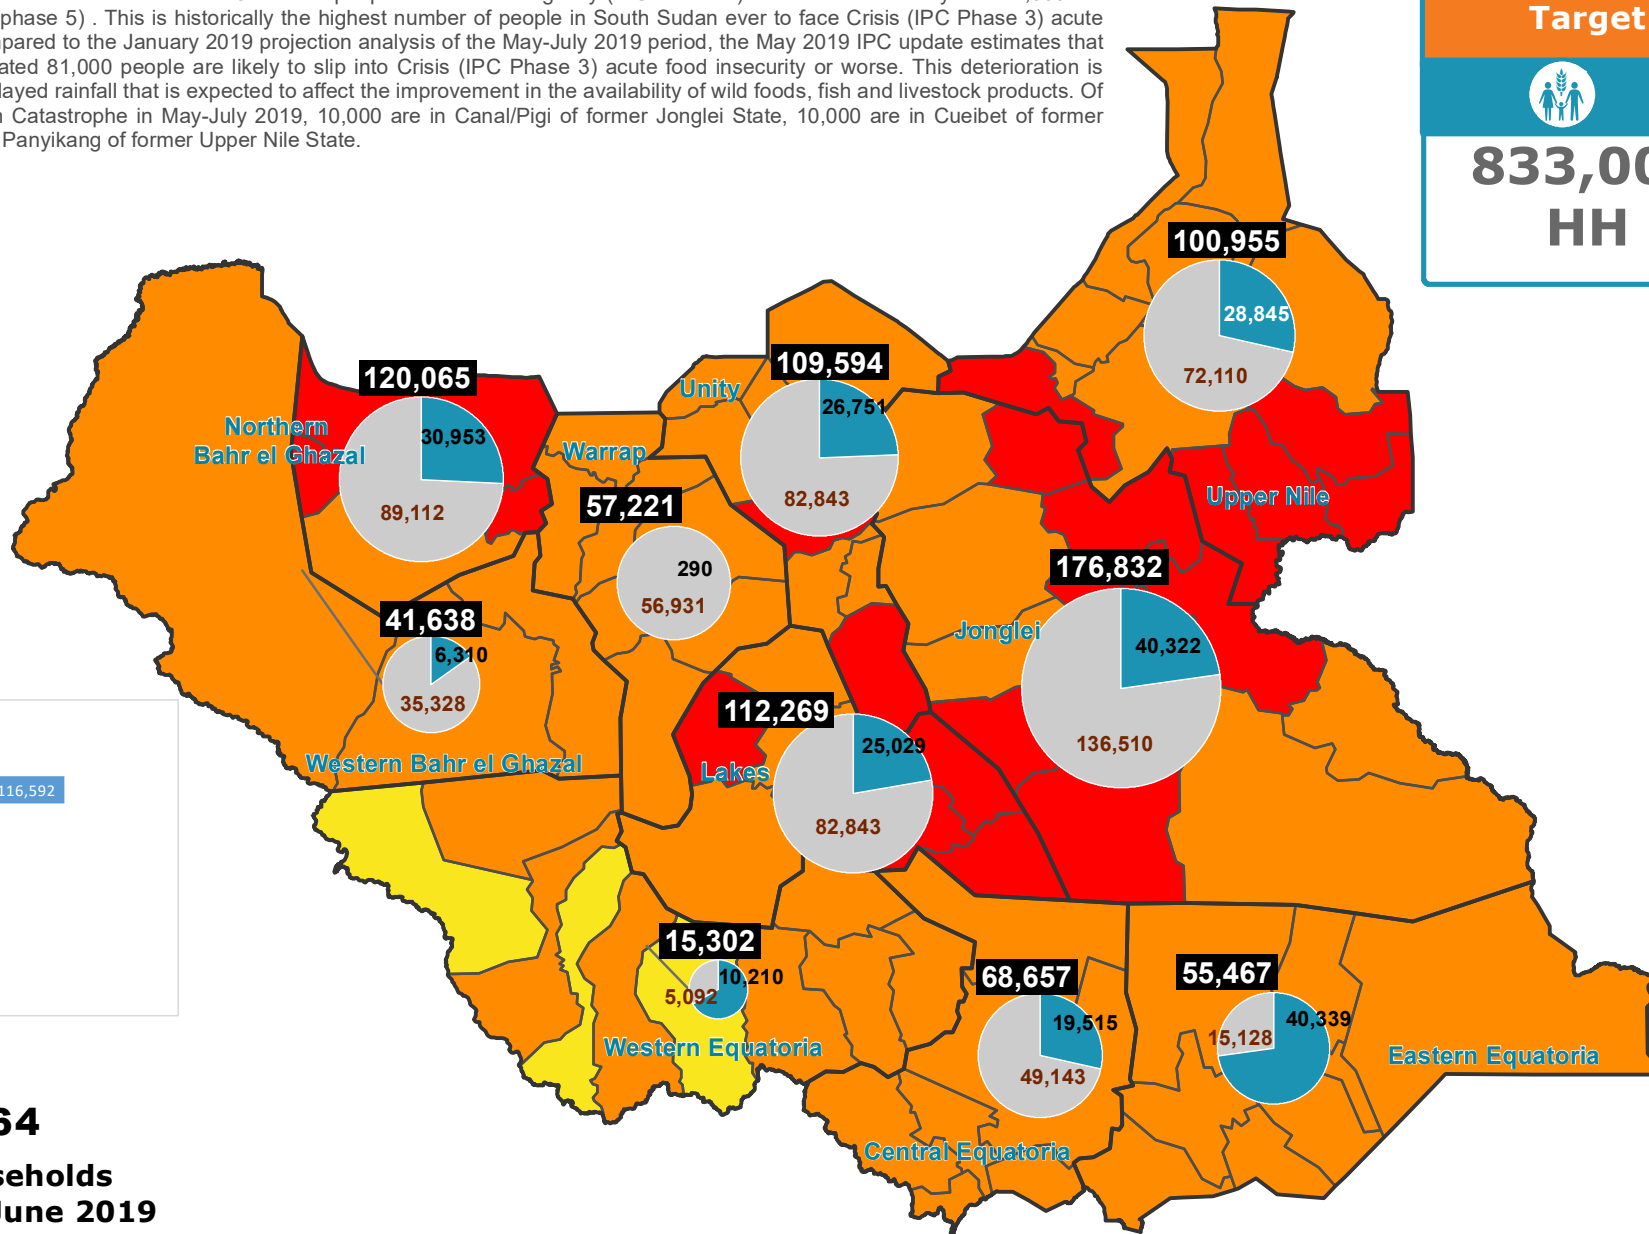 phase 5) . This is historically the highest number of people in South Sudan ever to face Crisis (IPC Phase 3) acute
pared to the January 2019 projection analysis of the May-July 2019 period, the May 2019 IPC update estimates that
ated 81,000 people are likely to slip into Crisis (IPC Phase 3) acute food insecurity or worse. This deterioration is
layed rainfall that is expected to affect the improvement in the availability of wild foods, fish and livestock products. Of
n Catastrophe in May-July 2019, 10,000 are in Canal/Pigi of former Jonglei State, 10,000 are in Cueibet of former
Panyikang of former Upper Nile State.
Target
833,00
HH
100,955
28,845
72,110
120,065
30,953
89,112
Northern
Bahr el Ghazal
109,594
26,751
82,843
Unity
Warrap
57,221
290
56,931
Upper Nile
176,832
40,322
136,510
Jonglei
41,638
6,310
35,328
Western Bahr el Ghazal
112,269
25,029
82,843
Lakes
116,592
15,302
10,210
5,092
Western Equatoria
68,657
19,515
49,143
Central Equatoria
55,467
40,339
15,128
Eastern Equatoria
64
seholds
June 2019